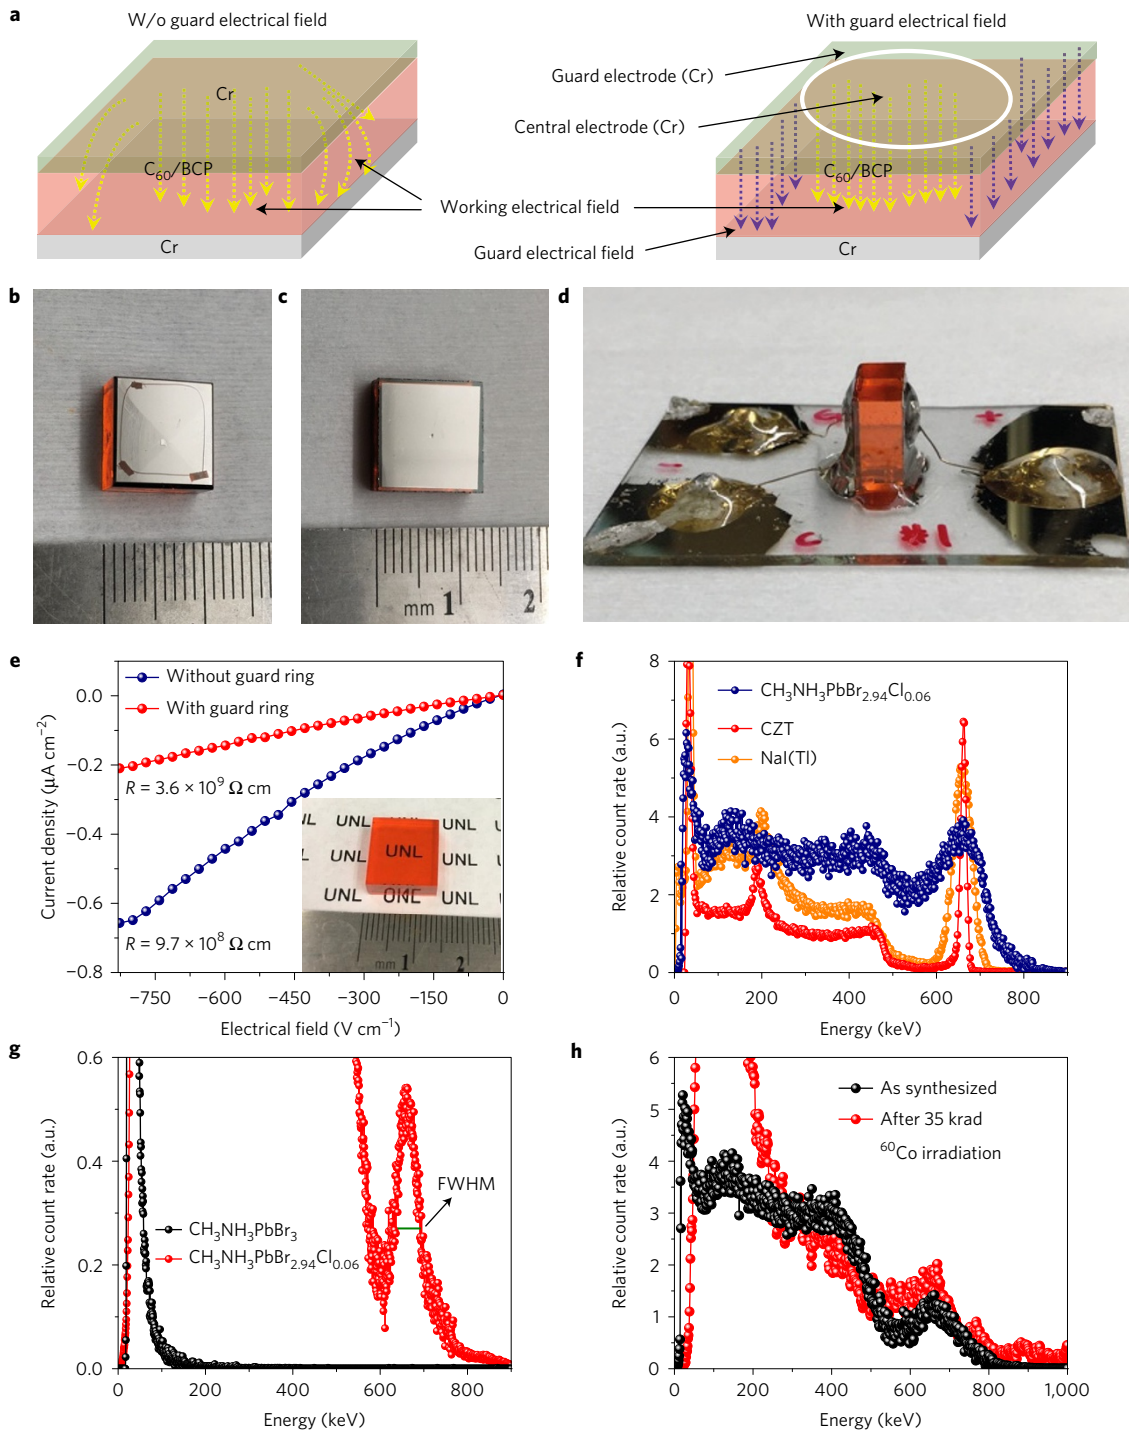 a
W/o guard electrical field
With guard electrical field
Cr
C60/BCP
Cr
Guard electrode (Cr)
Central electrode (Cr)
C60/BCP
Working electrical field
Guard electrical field
Cr
b
c
d
mm 1 2
e
Without guard ring
With guard ring
R = 3.6 × 10⁹ Ω cm
R = 9.7 × 10⁸ Ω cm
UNL UNL UNL
UNL UNL UNL
UNL UNL UNL
mm 1 2
0.0
−0.2
−0.4
−0.6
−0.8
Current density (µA cm⁻²)
−750 −600 −450 −300 −150 0
Electrical field (V cm⁻¹)
f
CH3NH3PbBr2.94Cl0.06
CZT
NaI(Tl)
8
6
4
2
0
Relative count rate (a.u.)
0 200 400 600 800
Energy (keV)
g
0.6
0.4
0.2
0.0
Relative count rate (a.u.)
FWHM
CH3NH3PbBr3
CH3NH3PbBr2.94Cl0.06
0 200 400 600 800
Energy (keV)
h
As synthesized
After 35 krad
⁶⁰Co irradiation
6
5
4
3
2
1
0
Relative count rate (a.u.)
0 200 400 600 800 1,000
Energy (keV)